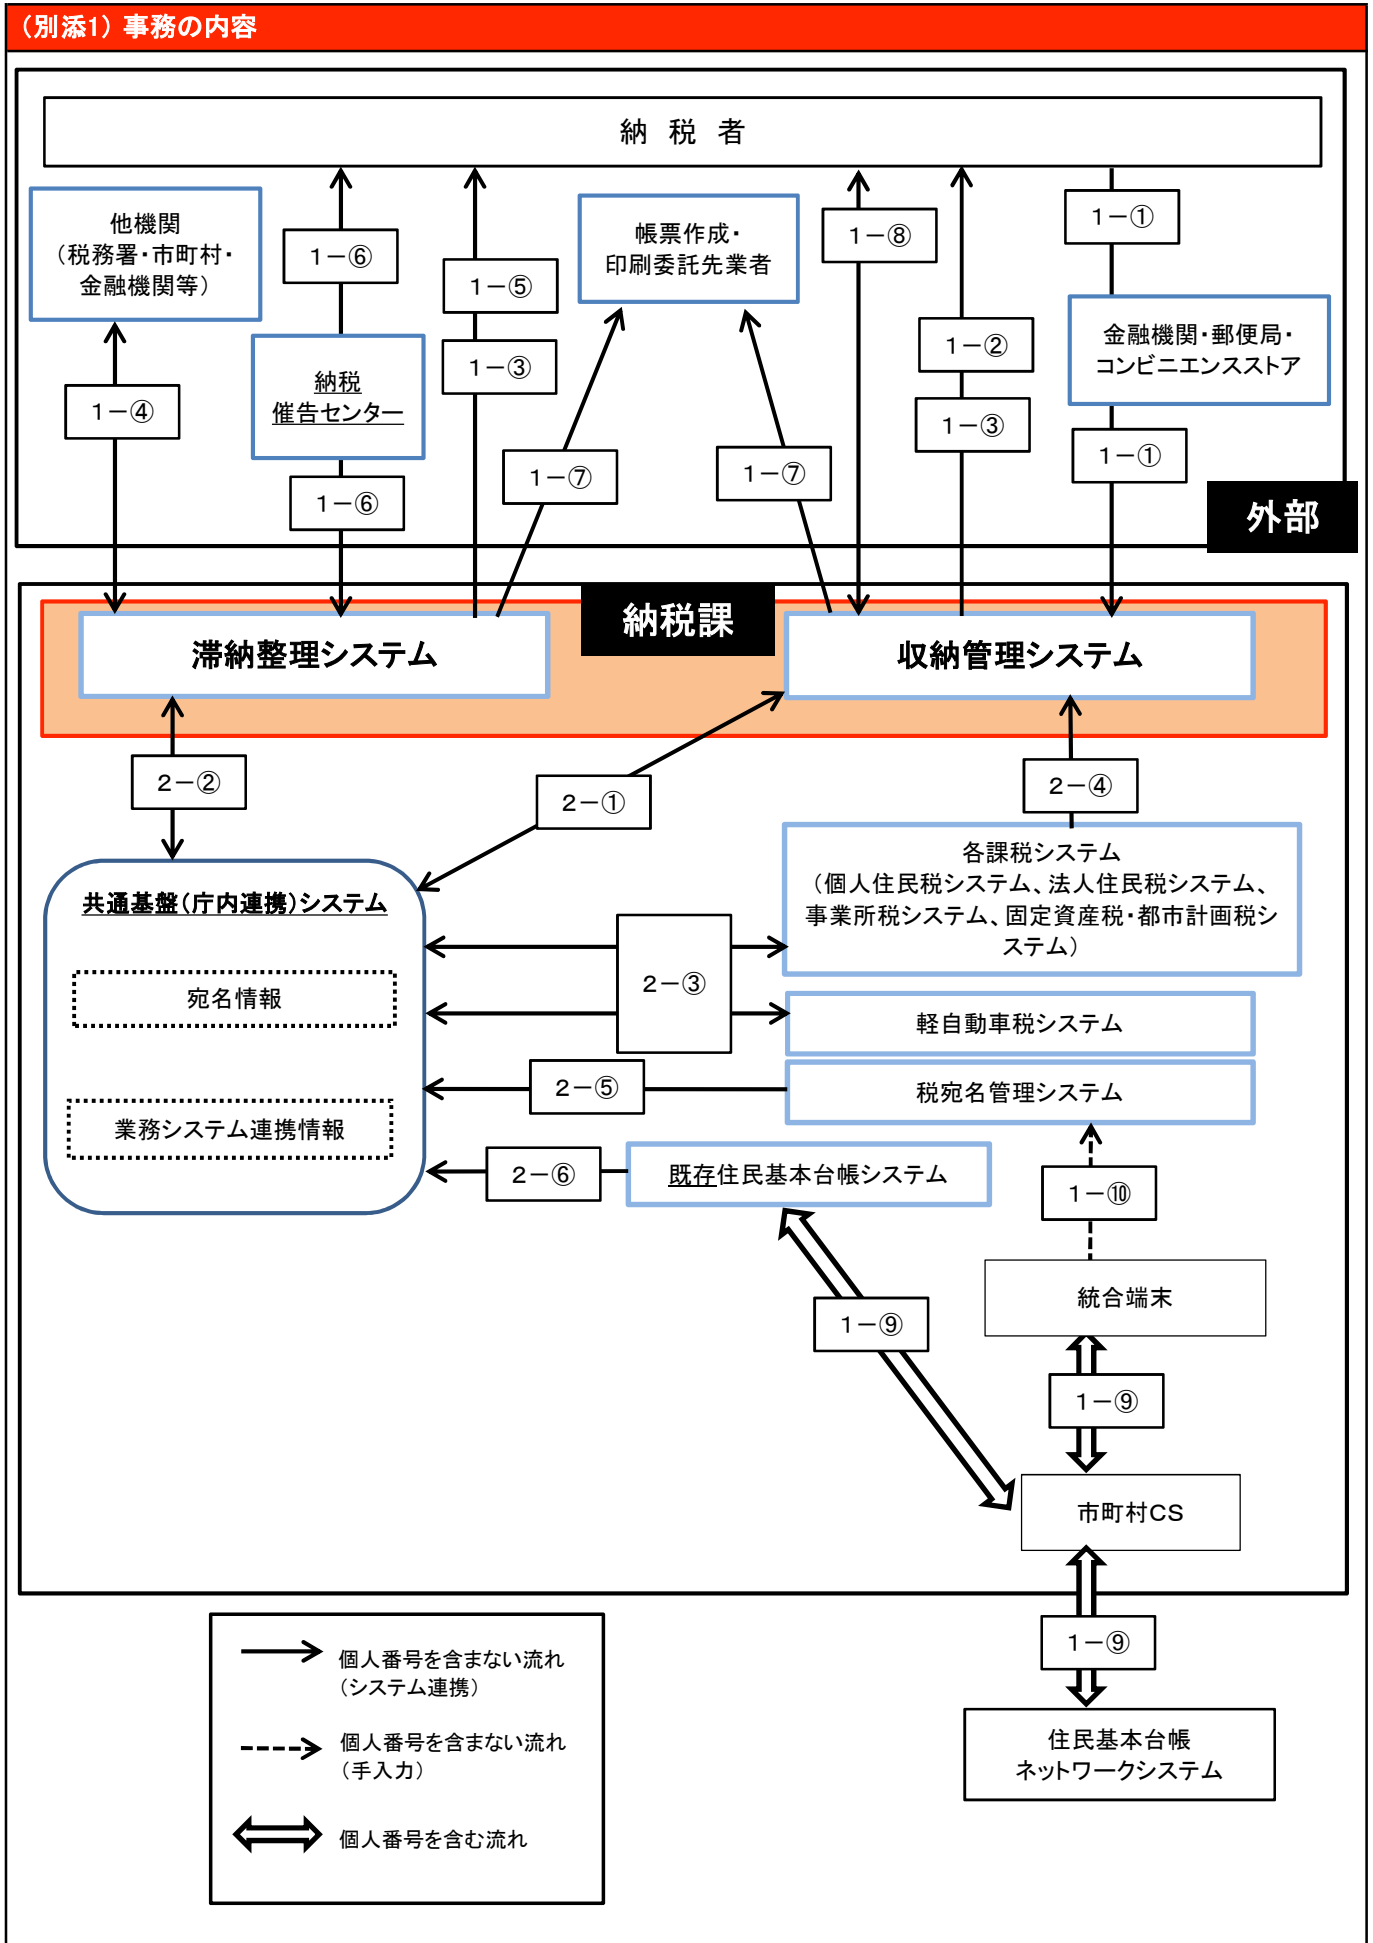 （別添1）事務の内容
納 税 者
他機関
（税務署・市町村・
金融機関等）
1－④
1－⑥
納税
催告センター
1－⑥
1－⑤
1－③
帳票作成・
印刷委託先業者
1－⑦
1－⑦
1－⑧
1－②
1－③
1－①
金融機関・郵便局・
コンビニエンスストア
1－①
外部
納税課
滞納整理システム
収納管理システム
2－②
2－①
2－④
共通基盤（庁内連携）システム
宛名情報
業務システム連携情報
各課税システム
（個人住民税システム、法人住民税システム、
事業所税システム、固定資産税・都市計画税シ
ステム）
2－③
軽自動車税システム
2－⑤
税宛名管理システム
2－⑥
既存住民基本台帳システム
1－⑩
統合端末
1－⑨
1－⑨
市町村CS
1－⑨
住民基本台帳
ネットワークシステム
個人番号を含まない流れ
（システム連携）
個人番号を含まない流れ
（手入力）
個人番号を含む流れ